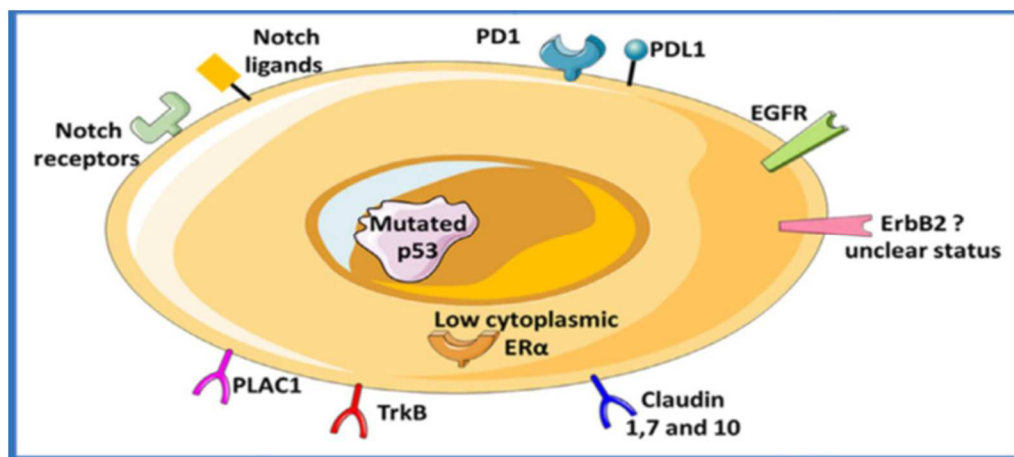 Notch
ligands
PD1
PDL1
EGFR
Notch
receptors
Mutated
p53
ErbB2 ?
unclear status
Low cytoplasmic
ERα
PLAC1
TrkB
Claudin
1,7 and 10